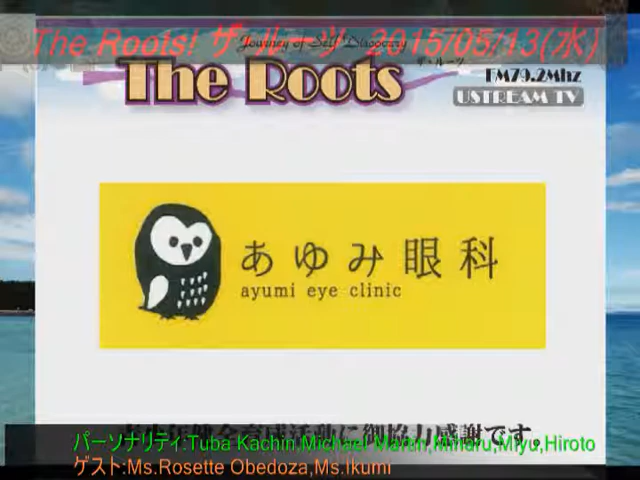 The Roots! ザ・ルーツ 2015/05/13(水)
Journey of Self Discovery
ザ・ルーツ
The Roots
FM79.2Mhz
USTREAM TV
あゆみ眼科
ayumi eye clinic
育成活動に御協力感謝です。
パーソナリティ:Tuba Kachin.Michael Martin,Miharu,Miyu,Hiroto
ゲスト:Ms.Rosette Obedoza,Ms.Ikumi